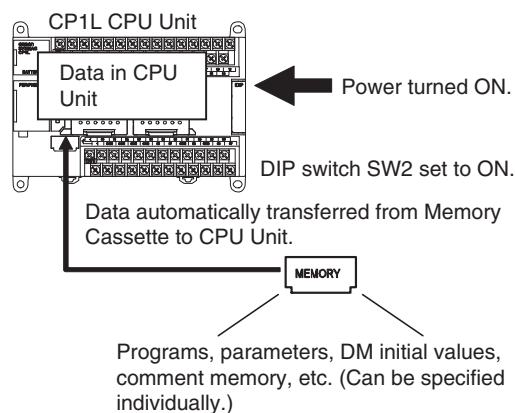 CP1L CPU Unit
Data in CPU
Unit
Power turned ON.
DIP switch SW2 set to ON.
Data automatically transferred from Memory
Cassette to CPU Unit.
MEMORY
Programs, parameters, DM initial values,
comment memory, etc. (Can be specified
individually.)